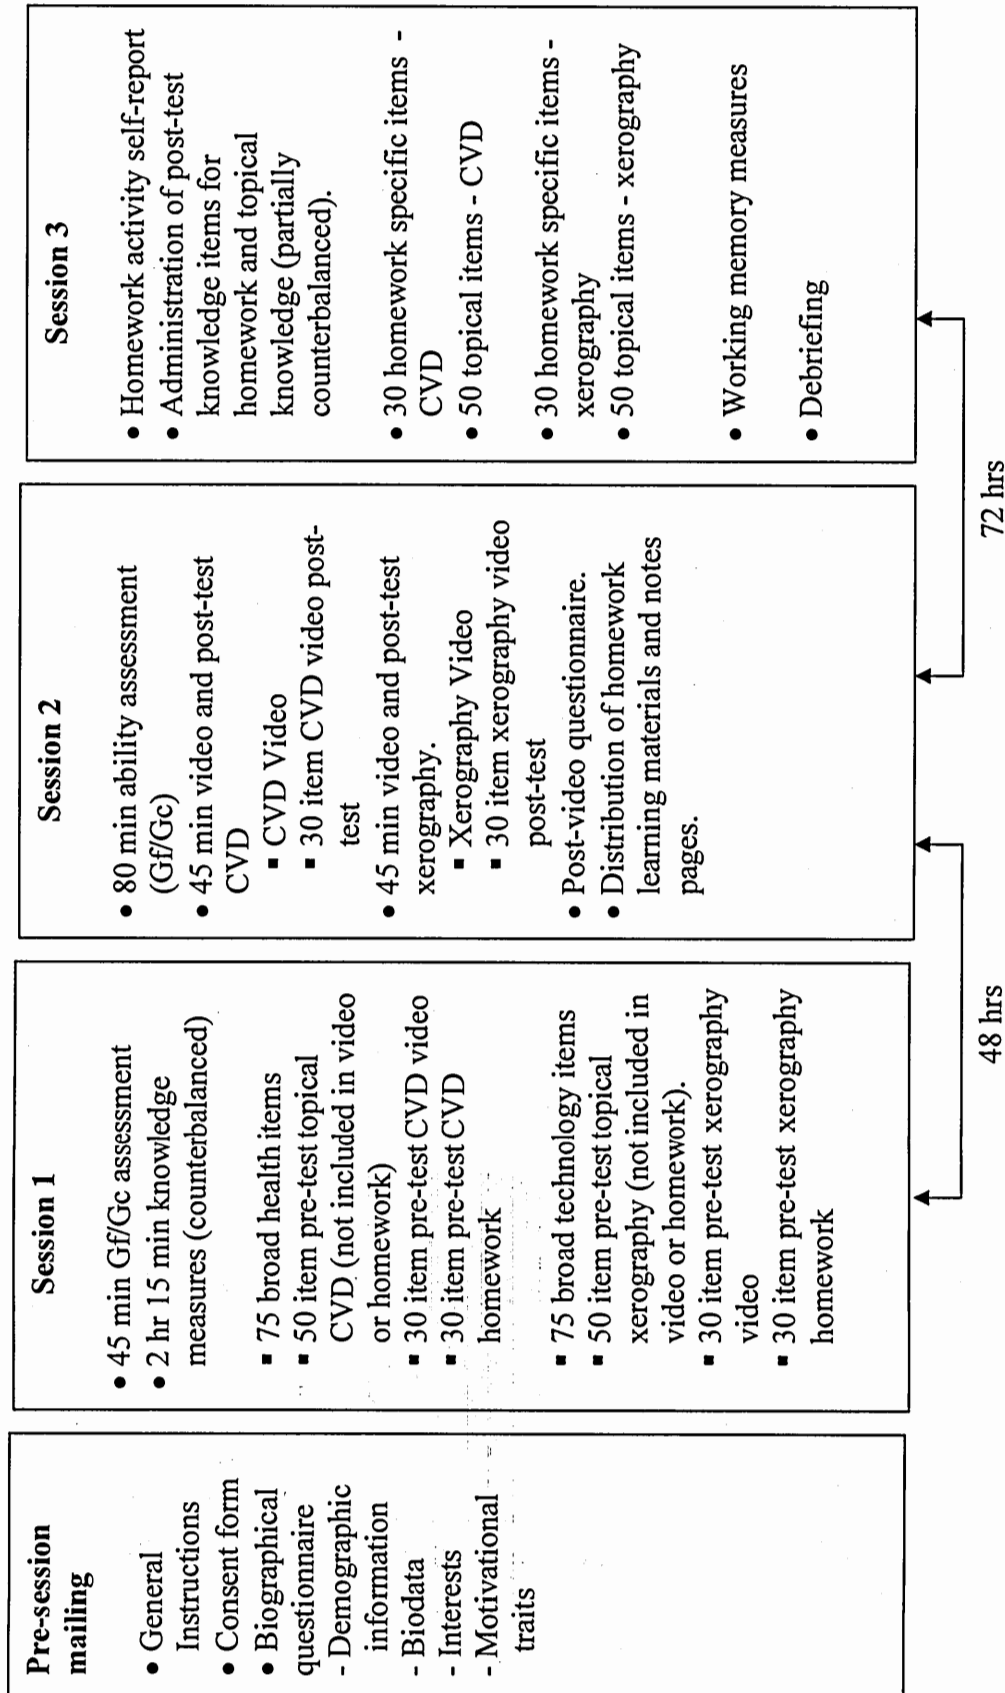 Pre-session
mailing
● General
Instructions
● Consent form
● Biographical
questionnaire
- Demographic
information
- Biodata
- Interests
- Motivational
traits
Session 1
● 45 min Gf/Gc assessment
● 2 hr 15 min knowledge
measures (counterbalanced)
▪ 75 broad health items
▪ 50 item pre-test topical
CVD (not included in video
or homework)
▪ 30 item pre-test CVD video
▪ 30 item pre-test CVD
homework
▪ 75 broad technology items
▪ 50 item pre-test topical
xerography (not included in
video or homework).
▪ 30 item pre-test xerography
video
▪ 30 item pre-test xerography
homework
Session 2
● 80 min ability assessment
(Gf/Gc)
● 45 min video and post-test
CVD
▪ CVD Video
▪ 30 item CVD video post-
test
● 45 min video and post-test
xerography.
▪ Xerography Video
▪ 30 item xerography video
post-test
● Post-video questionnaire.
● Distribution of homework
learning materials and notes
pages.
Session 3
● Homework activity self-report
● Administration of post-test
knowledge items for
homework and topical
knowledge (partially
counterbalanced).
● 30 homework specific items -
CVD
● 50 topical items - CVD
● 30 homework specific items -
xerography
● 50 topical items - xerography
● Working memory measures
● Debriefing
48 hrs
72 hrs